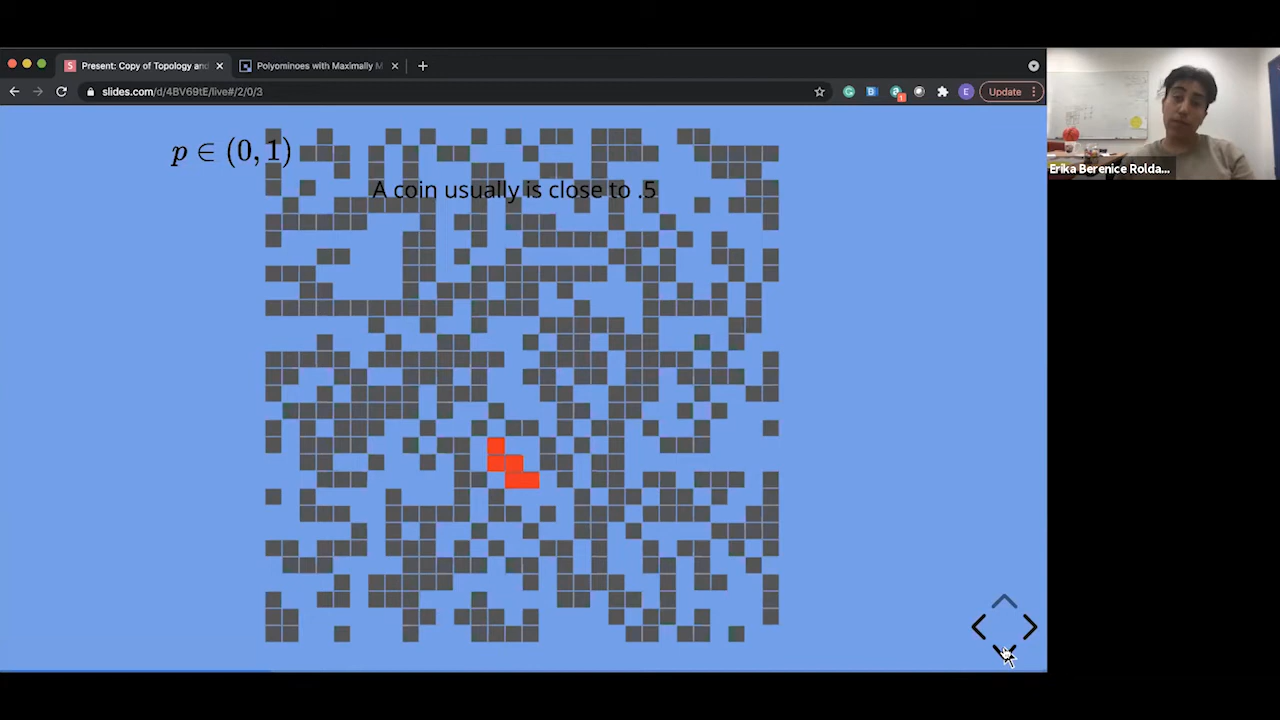 Present: Copy of Topology and
Polyominoes with Maximally M
slides.com/d/4BV69tE/live#/2/0/3
E
Update
p ∈ (0, 1)
A coin usually is close to .5
Erika Berenice Rolda...